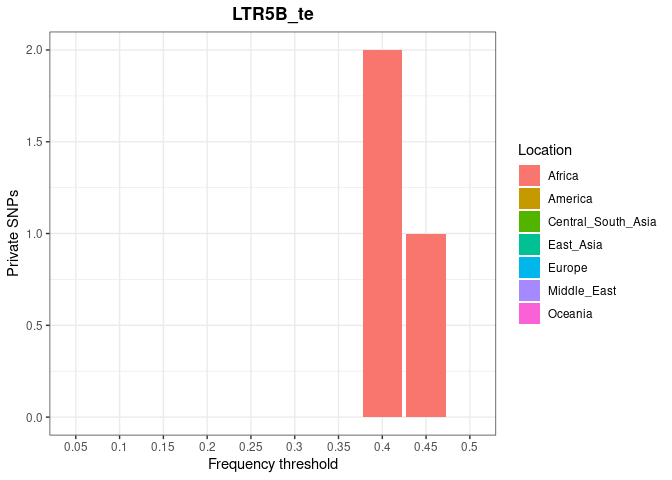 LTR5B_te
Private SNPs
2.0
1.5
1.0
0.5
0.0
0.05 0.1 0.15 0.2 0.25 0.3 0.35 0.4 0.45 0.5
Frequency threshold
Location
Africa
America
Central_South_Asia
East_Asia
Europe
Middle_East
Oceania